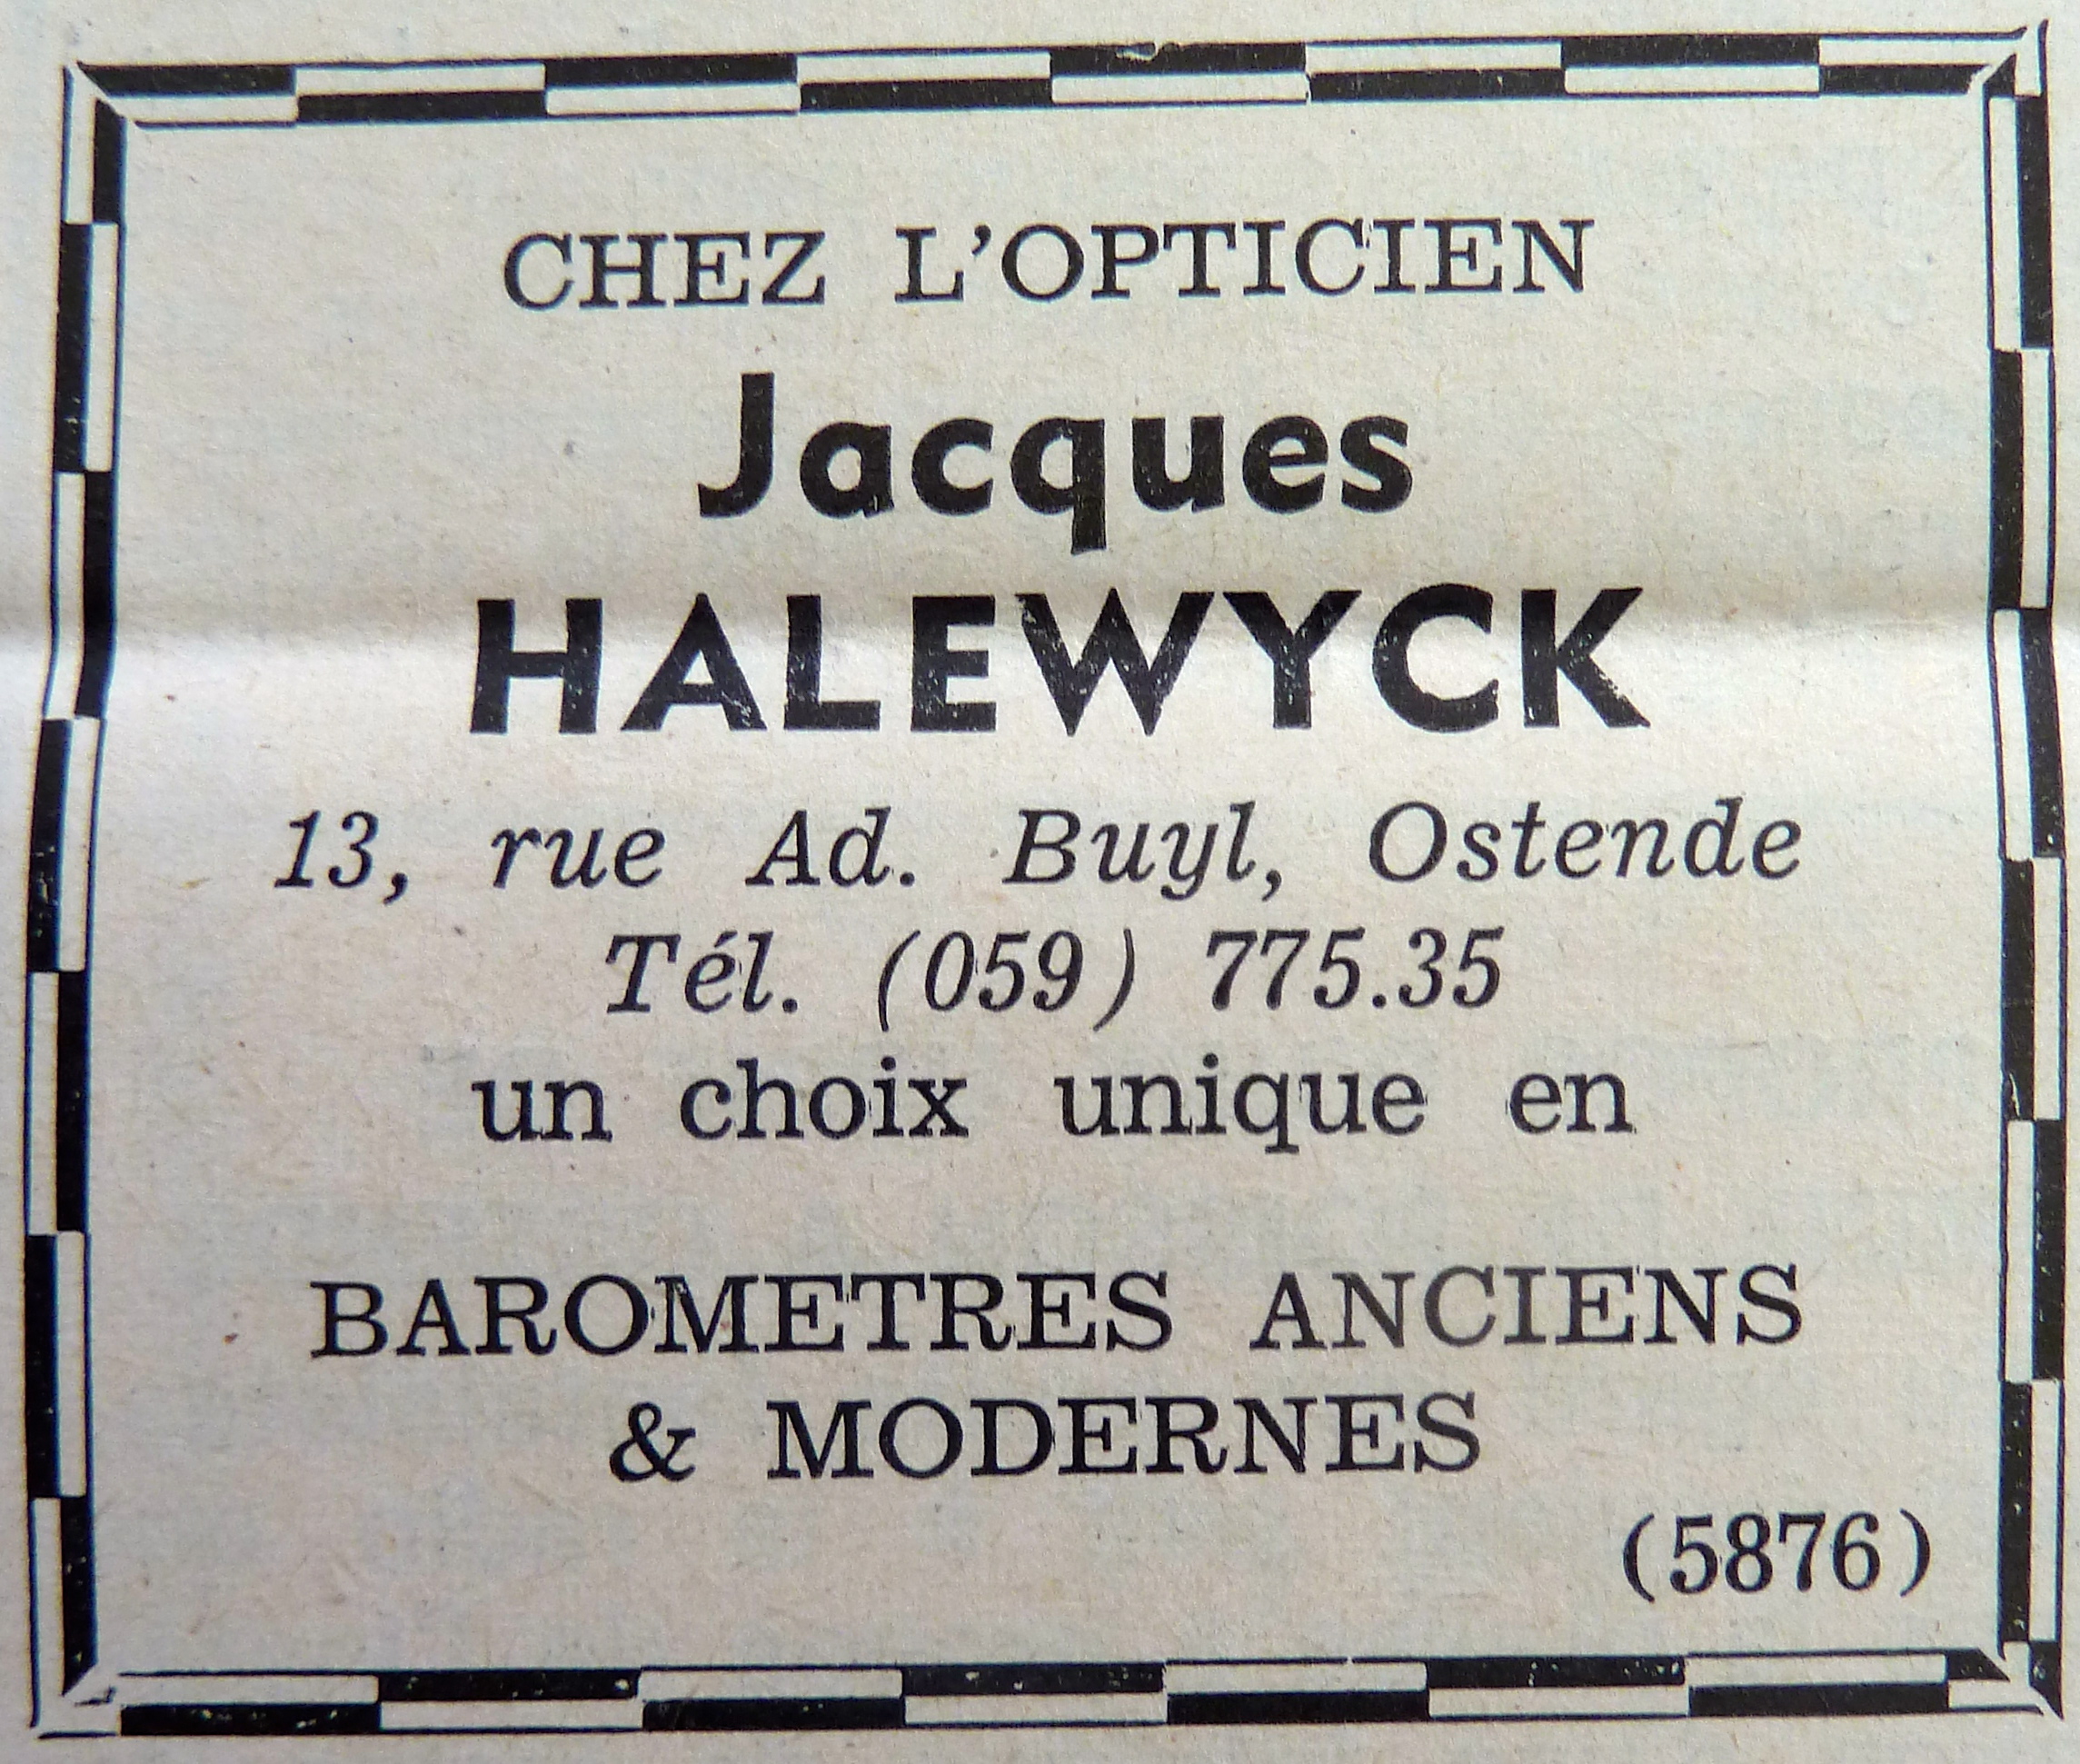 CHEZ L'OPTICIEN
Jacques
HALEWYCK
13, rue Ad. Buyl, Ostende
Tél. (059) 775.35
un choix unique en
BAROMETRES ANCIENS
& MODERNES
(5876)